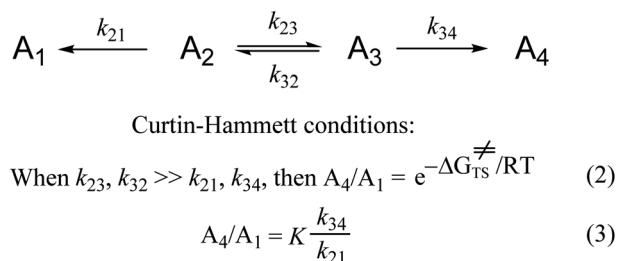 A₁ ←k₂₁ A₂ ⇌ k₂₃ k₃₂ A₃ k₃₄→ A₄
Curtin-Hammett conditions:
When k₂₃, k₃₂ >> k₂₁, k₃₄, then A₄/A₁ = e^(−ΔG^≠_TS/RT) (2)
A₄/A₁ = K k₃₄/k₂₁ (3)